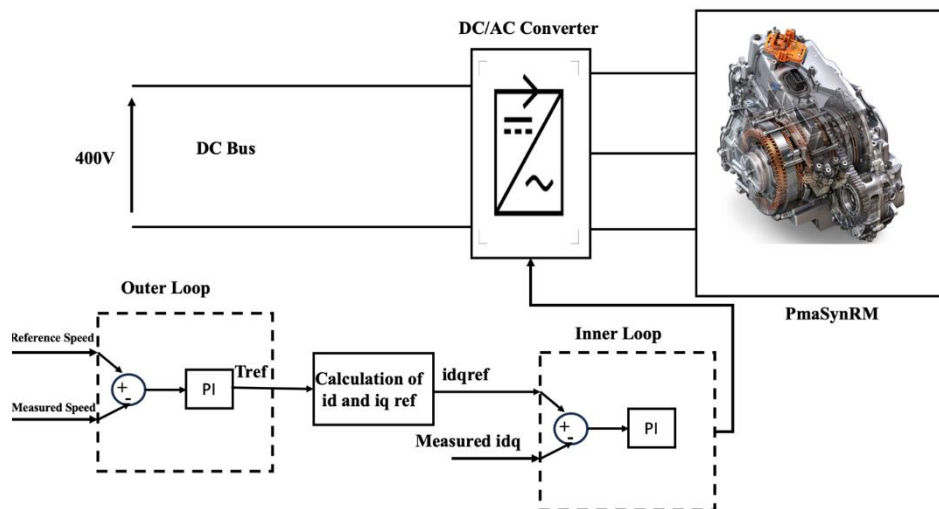 DC/AC Converter
400V
DC Bus
PmaSynRM
Outer Loop
Reference Speed
Measured Speed
+
-
PI
Tref
Calculation of
id and iq ref
idqref
Measured idq
Inner Loop
+
-
PI